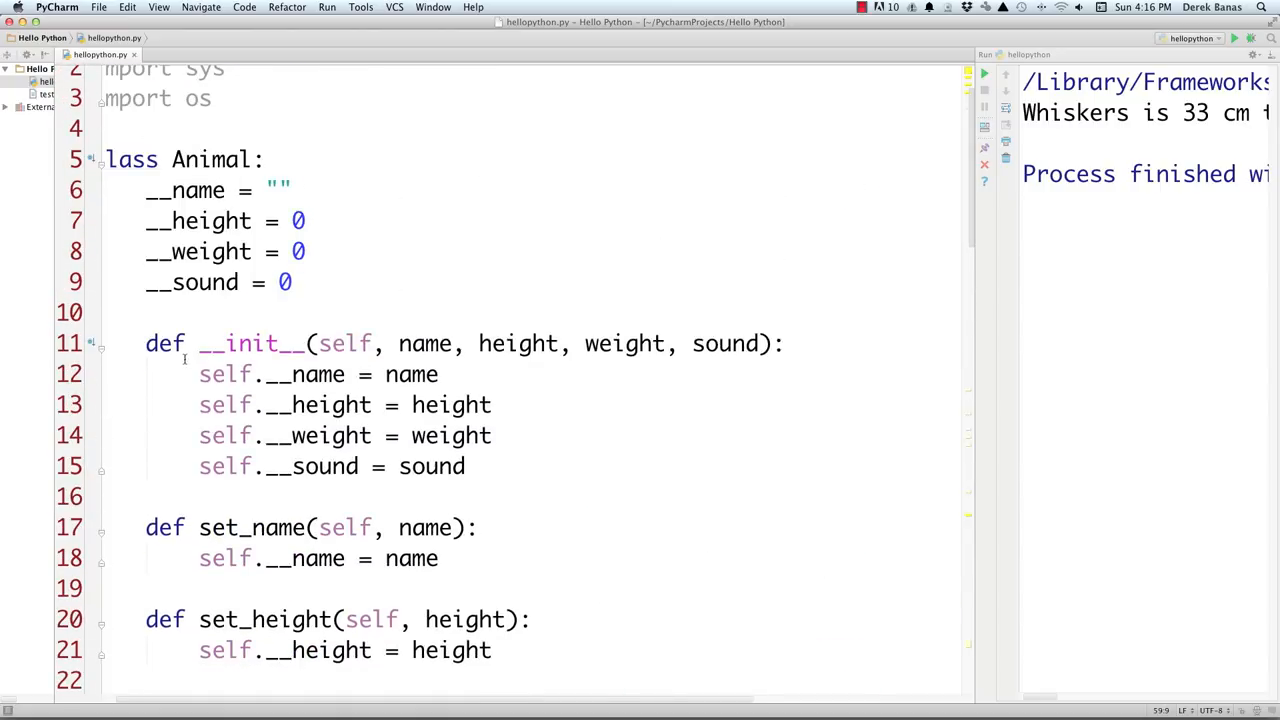 PyCharm File Edit View Navigate Code Refactor Run Tools VCS Window Help 10 Sun 4:16 PM Derek Banas
hellopython.py – Hello Python – [~/PycharmProjects/Hello Python]
Hello Python hellopython.py hellopython
hellopython.py Run hellopython
Hello P
hell
test
Externa
2 mport sys
3 mport os
4
5 lass Animal:
6 __name = ""
7 __height = 0
8 __weight = 0
9 __sound = 0
10
11 def __init__(self, name, height, weight, sound):
12 self.__name = name
13 self.__height = height
14 self.__weight = weight
15 self.__sound = sound
16
17 def set_name(self, name):
18 self.__name = name
19
20 def set_height(self, height):
21 self.__height = height
22
/Library/Frameworks
Whiskers is 33 cm t
Process finished wi
59:9 LF UTF-8